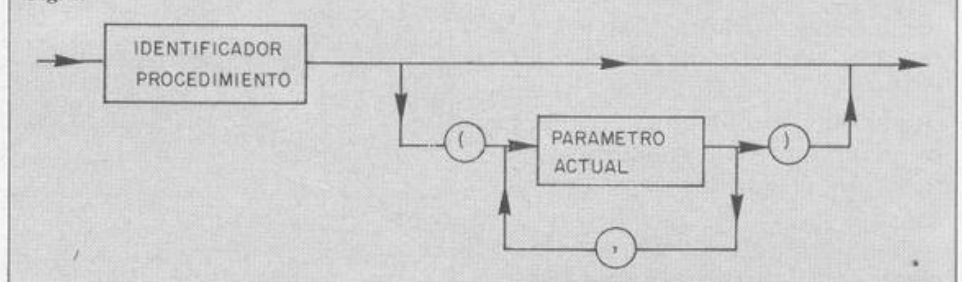 IDENTIFICADOR
PROCEDIMIENTO
(
PARAMETRO
ACTUAL
)
,